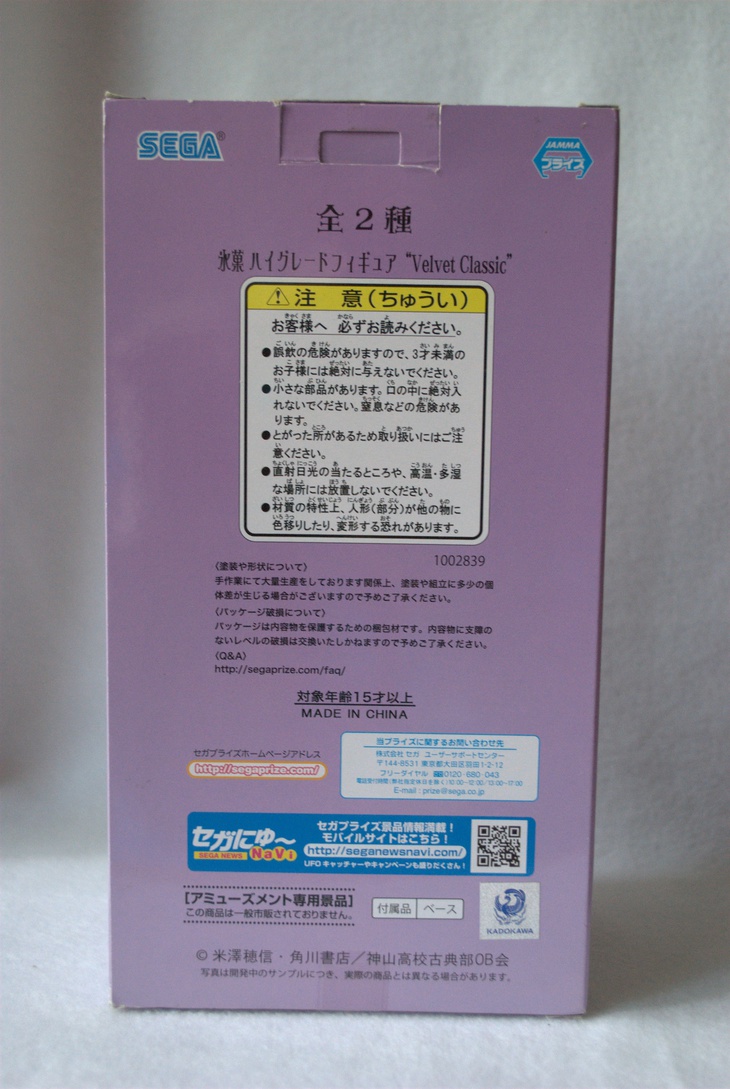 SEGA®
JAMMA
プライズ
全2種
氷菓 ハイグレードフィギュア “Velvet Classic”
注 意(ちゅうい)
お客様へ 必ずお読みください。
●誤飲の危険がありますので、3才未満の
お子様には絶対に与えないでください。
●小さな部品があります。口の中に絶対入
れないでください。窒息などの危険があ
ります。
●とがった所があるため取り扱いにはご注
意ください。
●直射日光の当たるところや、高温・多湿
な場所には放置しないでください。
●材質の特性上、人形(部分)が他の物に
色移りしたり、変形する恐れがあります。
1002839
〈塗装や形状について〉
手作業にて大量生産をしております関係上、塗装や組立に多少の個
体差が生じる場合がございますので予めご了承ください。
〈パッケージ破損について〉
パッケージは内容物を保護するための梱包材です。内容物に支障の
ないレベルの破損は交換いたしかねますので予めご了承ください。
〈Q&A〉
http://segaprize.com/faq/
対象年齢15才以上
MADE IN CHINA
セガプライズホームページアドレス
http://segaprize.com/
当プライズに関するお問い合わせ先
株式会社 セガ ユーザーサポートセンター
〒144-8531 東京都大田区羽田1-2-12
フリーダイヤル 0120-680-043
電話受付時間(弊社指定休日を除く)10:00-12:00/13:00-17:00
E-mail : prize@sega.co.jp
セガにゅ〜
SEGA NEWS NaVi
セガプライズ景品情報満載!
モバイルサイトはこちら!
http://seganewsnavi.com/
UFOキャッチャーやキャンペーンも盛りだくさん!
[アミューズメント専用景品]
この商品は一般市販されておりません。
付属品 ベース
KADOKAWA
© 米澤穂信・角川書店/神山高校古典部OB会
写真は開発中のサンプルにつき、実際の商品とは異なる場合があります。